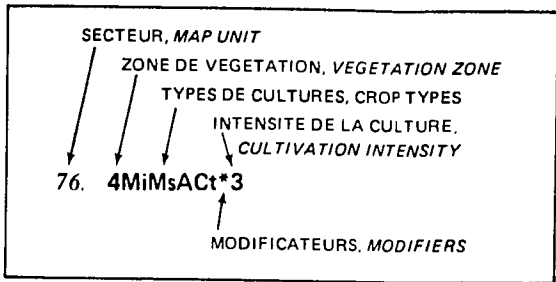 SECTEUR, MAP UNIT
ZONE DE VEGETATION, VEGETATION ZONE
TYPES DE CULTURES, CROP TYPES
INTENSITE DE LA CULTURE,
CULTIVATION INTENSITY
76. 4MiMsACt*3
MODIFICATEURS, MODIFIERS